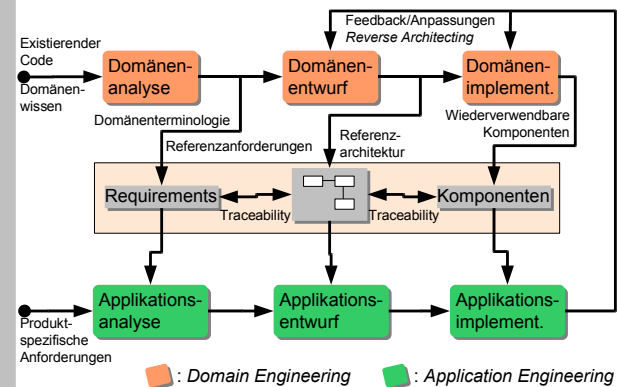 Feedback/Anpassungen
Reverse Architecting
Existierender
Code
Domänen-
wissen
Domänen-
analyse
Domänen-
entwurf
Domänen-
implement.
Domänenterminologie
Referenzanforderungen
Referenz-
architektur
Wiederverwendbare
Komponenten
Requirements
Traceability
Traceability
Komponenten
Applikations-
analyse
Applikations-
entwurf
Applikations-
implement.
Produkt-
spezifische
Anforderungen
: Domain Engineering
: Application Engineering